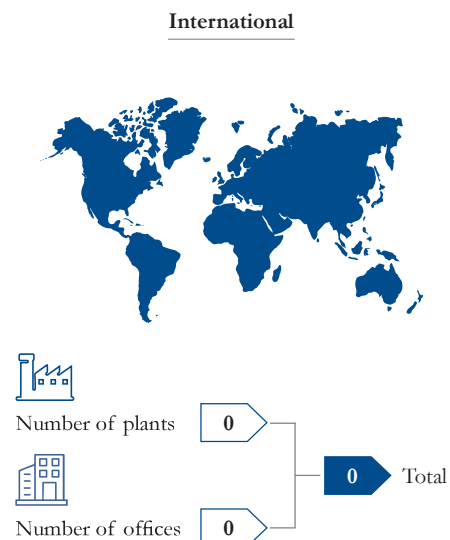 International
Number of plants 0
0 Total
Number of offices 0